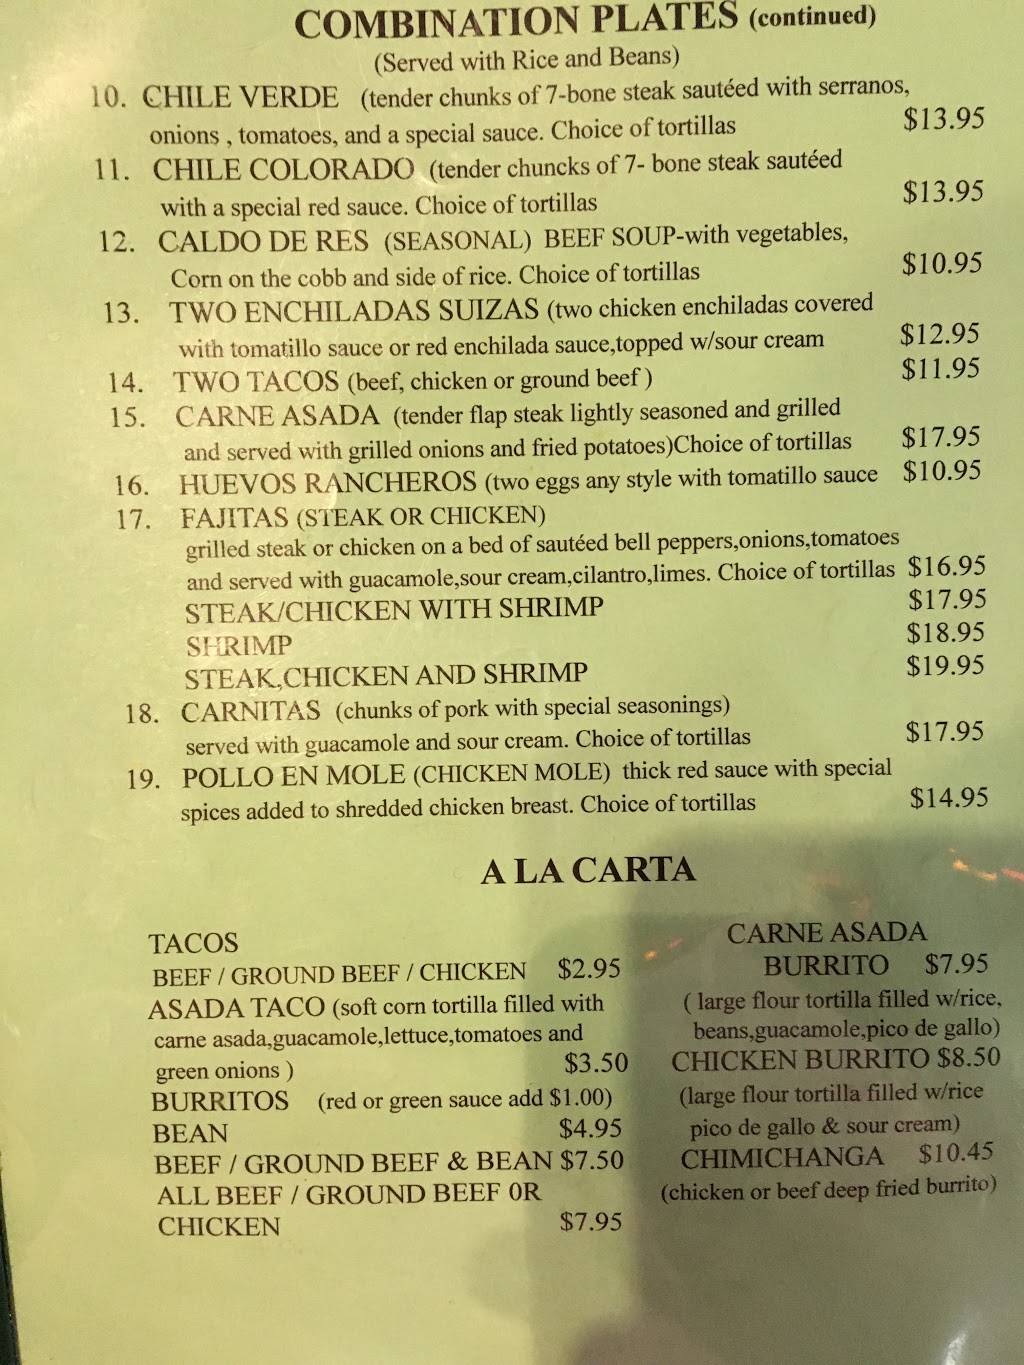 COMBINATION PLATES (continued)
(Served with Rice and Beans)
10. CHILE VERDE (tender chunks of 7-bone steak sautéed with serranos,
onions , tomatoes, and a special sauce. Choice of tortillas $13.95
11. CHILE COLORADO (tender chuncks of 7- bone steak sautéed
with a special red sauce. Choice of tortillas $13.95
12. CALDO DE RES (SEASONAL) BEEF SOUP-with vegetables,
Corn on the cobb and side of rice. Choice of tortillas $10.95
13. TWO ENCHILADAS SUIZAS (two chicken enchiladas covered
with tomatillo sauce or red enchilada sauce,topped w/sour cream $12.95
14. TWO TACOS (beef, chicken or ground beef ) $11.95
15. CARNE ASADA (tender flap steak lightly seasoned and grilled
and served with grilled onions and fried potatoes)Choice of tortillas $17.95
16. HUEVOS RANCHEROS (two eggs any style with tomatillo sauce $10.95
17. FAJITAS (STEAK OR CHICKEN)
grilled steak or chicken on a bed of sautéed bell peppers,onions,tomatoes
and served with guacamole,sour cream,cilantro,limes. Choice of tortillas $16.95
STEAK/CHICKEN WITH SHRIMP $17.95
SHRIMP $18.95
STEAK,CHICKEN AND SHRIMP $19.95
18. CARNITAS (chunks of pork with special seasonings)
served with guacamole and sour cream. Choice of tortillas $17.95
19. POLLO EN MOLE (CHICKEN MOLE) thick red sauce with special
spices added to shredded chicken breast. Choice of tortillas $14.95
A LA CARTA
TACOS
BEEF / GROUND BEEF / CHICKEN $2.95
ASADA TACO (soft corn tortilla filled with
carne asada,guacamole,lettuce,tomatoes and
green onions ) $3.50
BURRITOS (red or green sauce add $1.00)
BEAN $4.95
BEEF / GROUND BEEF & BEAN $7.50
ALL BEEF / GROUND BEEF 0R
CHICKEN $7.95
CARNE ASADA
BURRITO $7.95
( large flour tortilla filled w/rice,
beans,guacamole,pico de gallo)
CHICKEN BURRITO $8.50
(large flour tortilla filled w/rice
pico de gallo & sour cream)
CHIMICHANGA $10.45
(chicken or beef deep fried burrito)